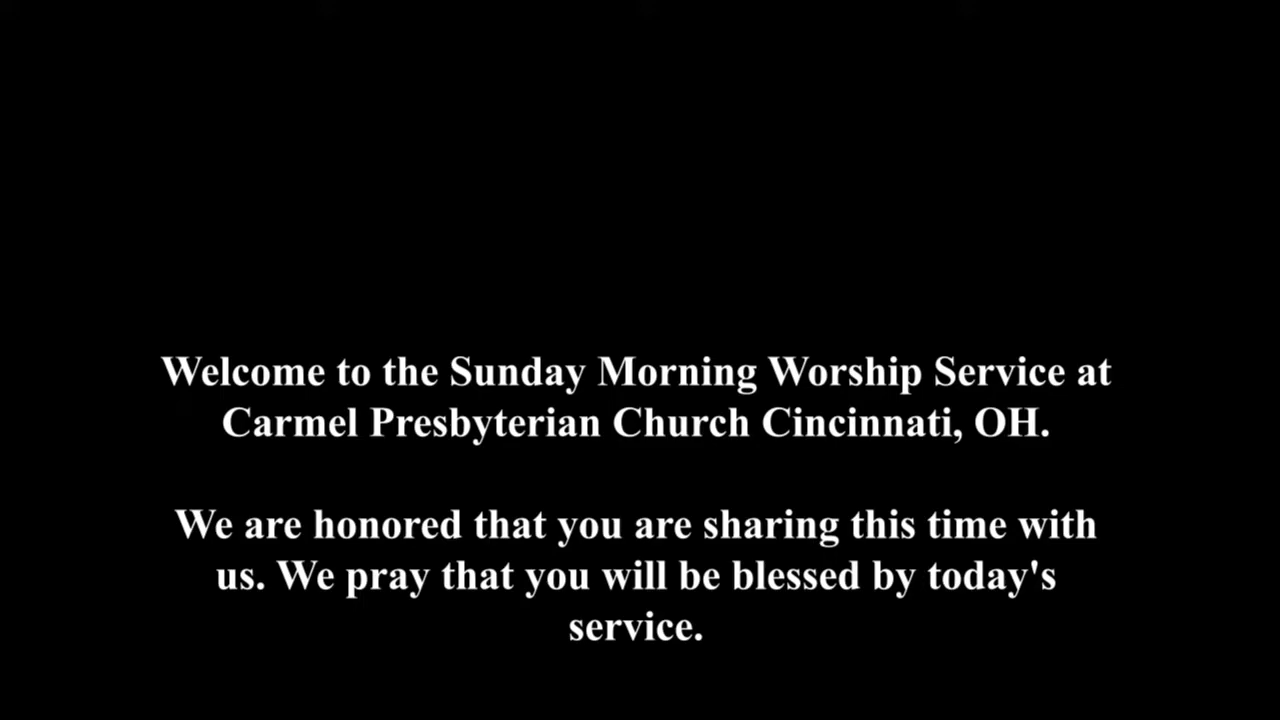 Welcome to the Sunday Morning Worship Service at
Carmel Presbyterian Church Cincinnati, OH.
We are honored that you are sharing this time with
us. We pray that you will be blessed by today's
service.